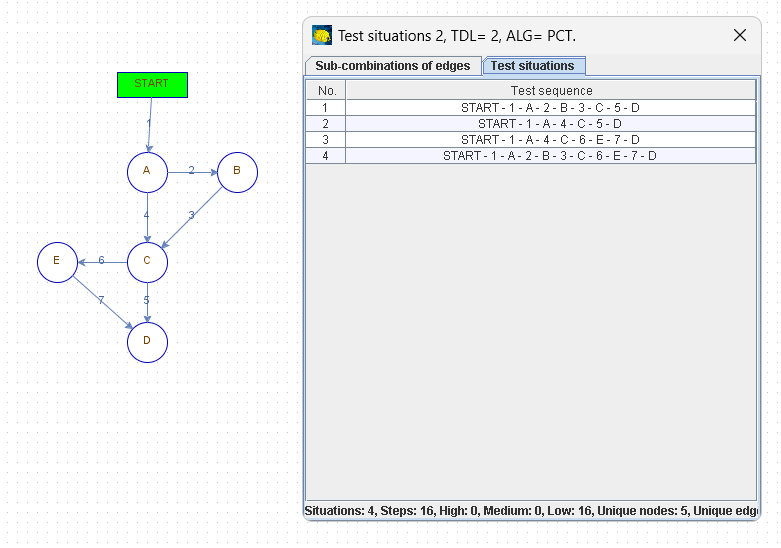 START
1
A
2
B
4
3
E
6
C
7
5
D
Test situations 2, TDL= 2, ALG= PCT.
Sub-combinations of edges Test situations
No. Test sequence
1 START - 1 - A - 2 - B - 3 - C - 5 - D
2 START - 1 - A - 4 - C - 5 - D
3 START - 1 - A - 4 - C - 6 - E - 7 - D
4 START - 1 - A - 2 - B - 3 - C - 6 - E - 7 - D
Situations: 4, Steps: 16, High: 0, Medium: 0, Low: 16, Unique nodes: 5, Unique edg